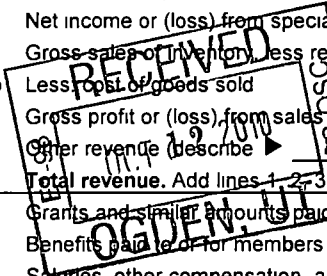 Net income or (loss) from specia
Gross sales of inventory, less re
Less: cost of goods sold
Gross profit or (loss) from sales
Other revenue (describe ▶
Total revenue. Add lines 1, 2, 3
Grants and similar amounts paid
Benefits paid to or for members
Salaries, other compensation, a
RECEIVED
12 / 2010
OGDEN, UT